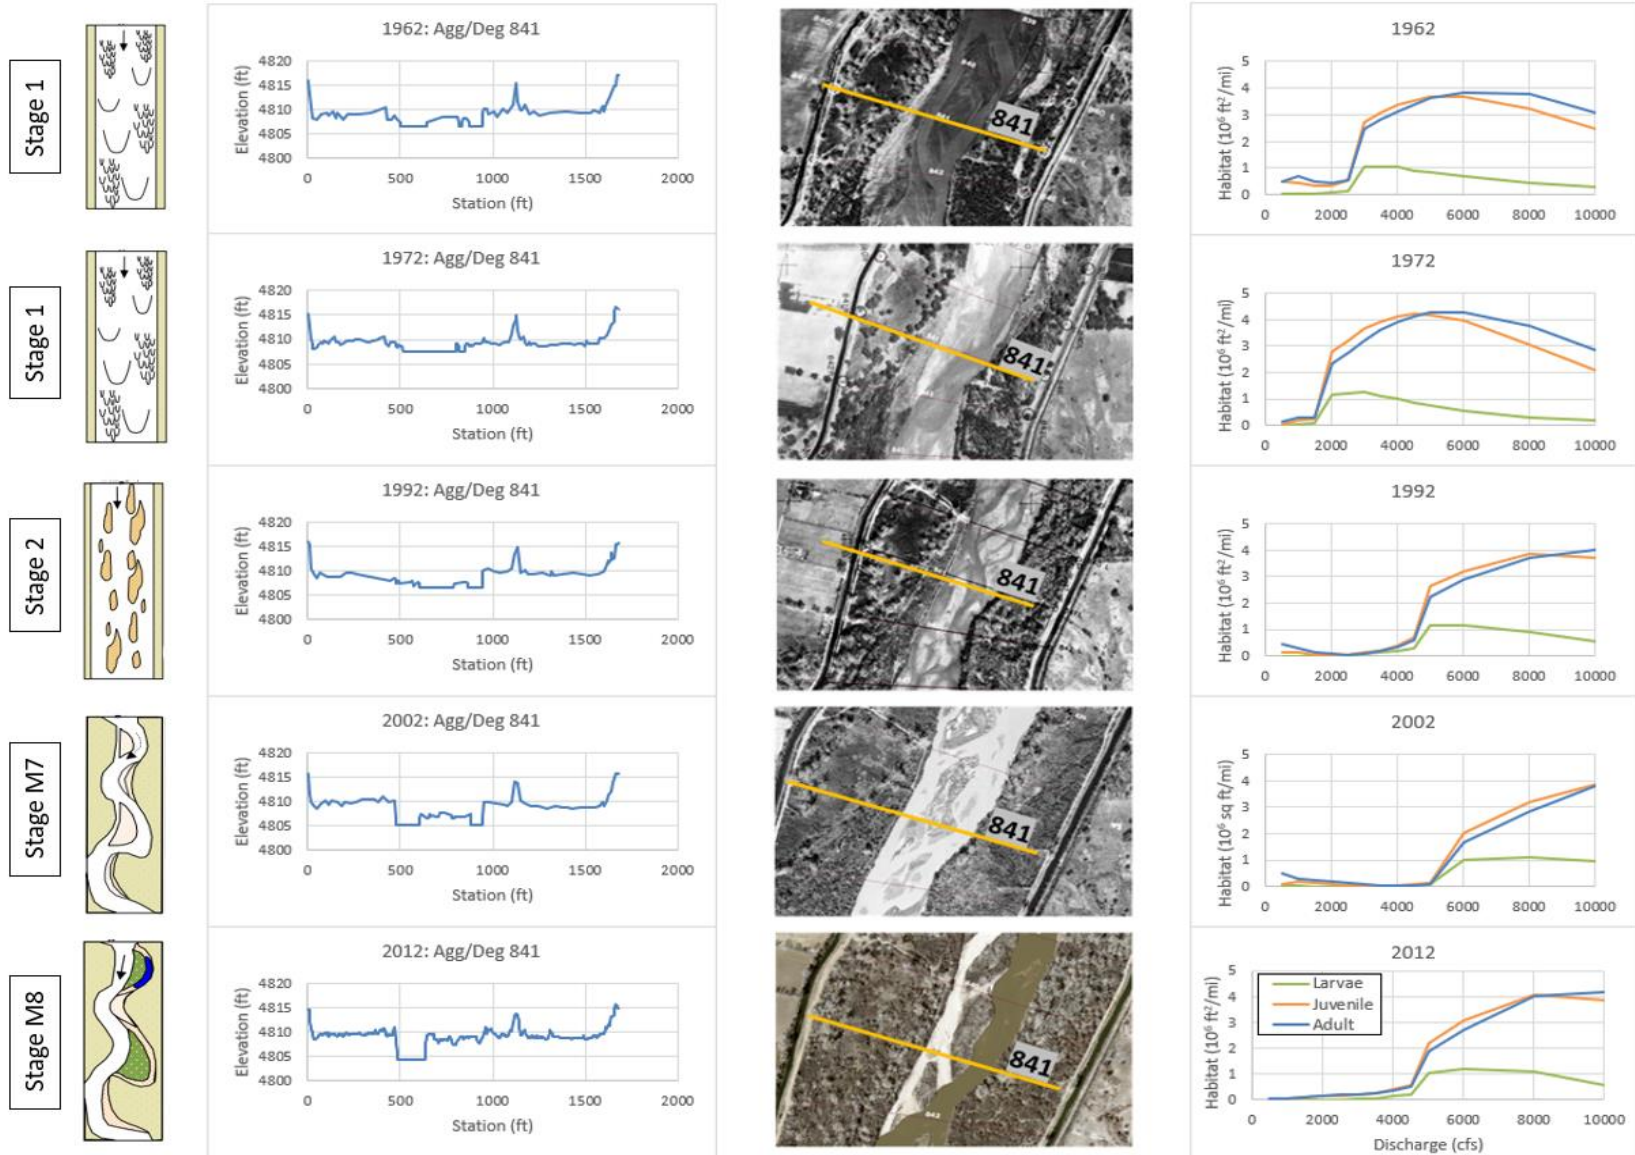 Stage 1
1962: Agg/Deg 841
Elevation (ft)
4820
4815
4810
4805
4800
0 500 1000 1500 2000
Station (ft)
841
1962
Habitat (10⁶ ft²/mi)
5
4
3
2
1
0
0 2000 4000 6000 8000 10000
Stage 1
1972: Agg/Deg 841
Elevation (ft)
4820
4815
4810
4805
4800
0 500 1000 1500 2000
Station (ft)
841
1972
Habitat (10⁶ ft²/mi)
5
4
3
2
1
0
0 2000 4000 6000 8000 10000
Stage 2
1992: Agg/Deg 841
Elevation (ft)
4820
4815
4810
4805
4800
0 500 1000 1500 2000
Station (ft)
841
1992
Habitat (10⁶ ft²/mi)
5
4
3
2
1
0
0 2000 4000 6000 8000 10000
Stage M7
2002: Agg/Deg 841
Elevation (ft)
4820
4815
4810
4805
4800
0 500 1000 1500 2000
Station (ft)
841
2002
Habitat (10⁶ sq ft/mi)
5
4
3
2
1
0
0 2000 4000 6000 8000 10000
Stage M8
2012: Agg/Deg 841
Elevation (ft)
4820
4815
4810
4805
4800
0 500 1000 1500 2000
Station (ft)
841
2012
Habitat (10⁶ ft²/mi)
5
4
3
2
1
0
Larvae
Juvenile
Adult
0 2000 4000 6000 8000 10000
Discharge (cfs)